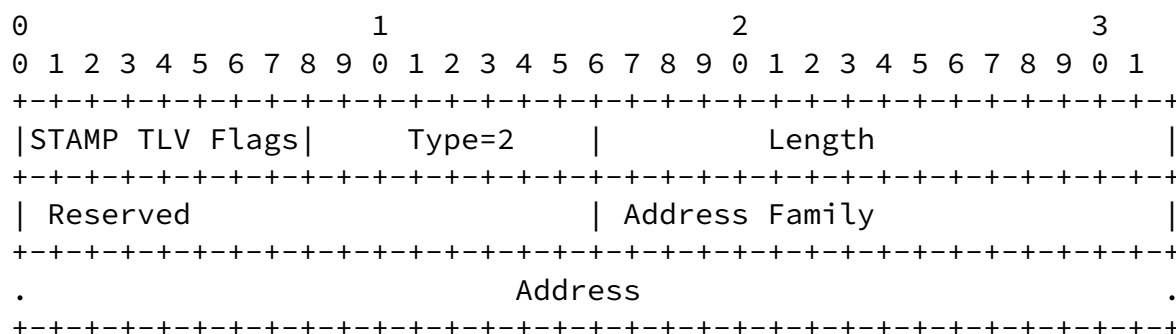 0                   1                   2                   3
0 1 2 3 4 5 6 7 8 9 0 1 2 3 4 5 6 7 8 9 0 1 2 3 4 5 6 7 8 9 0 1
+-+-+-+-+-+-+-+-+-+-+-+-+-+-+-+-+-+-+-+-+-+-+-+-+-+-+-+-+-+-+-+-+
|STAMP TLV Flags|     Type=2    |         Length                |
+-+-+-+-+-+-+-+-+-+-+-+-+-+-+-+-+-+-+-+-+-+-+-+-+-+-+-+-+-+-+-+-+
| Reserved                      | Address Family                |
+-+-+-+-+-+-+-+-+-+-+-+-+-+-+-+-+-+-+-+-+-+-+-+-+-+-+-+-+-+-+-+-+
.                           Address                             .
+-+-+-+-+-+-+-+-+-+-+-+-+-+-+-+-+-+-+-+-+-+-+-+-+-+-+-+-+-+-+-+-+